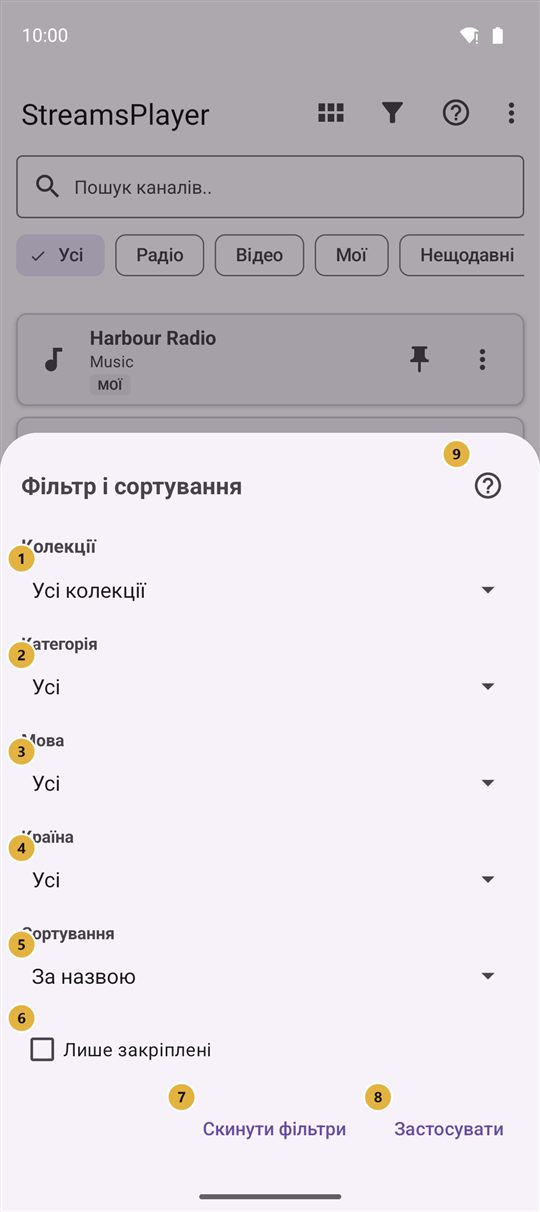 10:00
StreamsPlayer
Пошук каналів..
Усі
Радіо
Відео
Мої
Нещодавні
Harbour Radio
Music
МОЇ
9
Фільтр і сортування
Колекції
1
Усі колекції
Категорія
2
Усі
Мова
3
Усі
Країна
4
Усі
Сортування
5
За назвою
6
Лише закріплені
7
8
Скинути фільтри
Застосувати